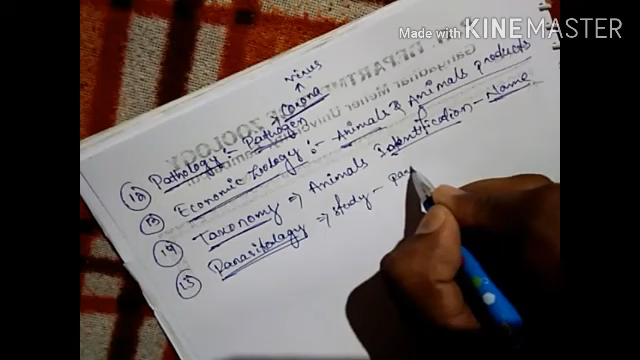 Made with KINEMASTER
virus
↑
(12) Pathology :- Pathogen → Corona
(13) Economic Zoology :- Animals & Animals products
(14) Taxonomy ⇒ Animals Identification - Name
(15) Parasitology → study - Par